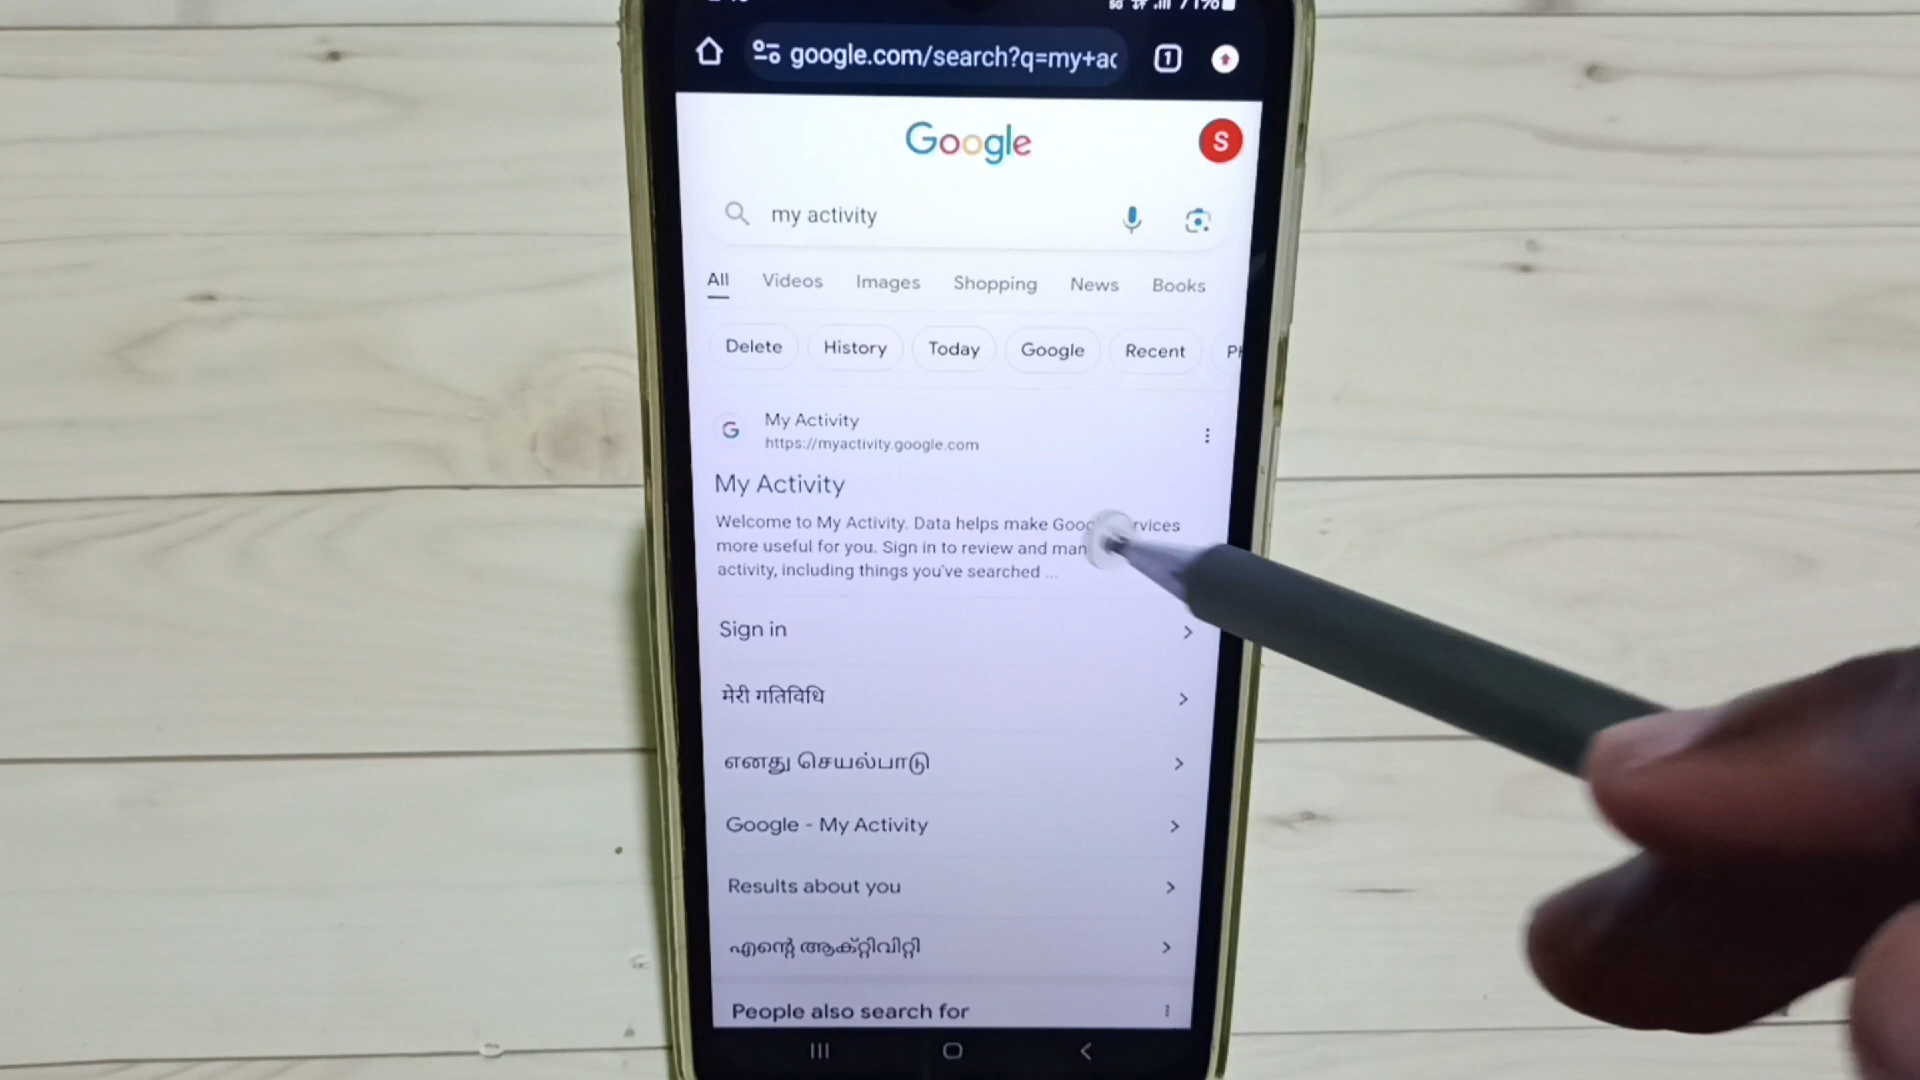 71%
google.com/search?q=my+ac
1
Google
S
my activity
All Videos Images Shopping News Books
Delete History Today Google Recent
My Activity
https://myactivity.google.com
My Activity
Welcome to My Activity. Data helps make
more useful for you. Sign in to review and
activity, including things you've searched ...
Sign in
मेरी गतिविधि
எனது செயல்பாடு
Google - My Activity
Results about you
എന്റെ ആക്റ്റിവിറ്റി
People also search for